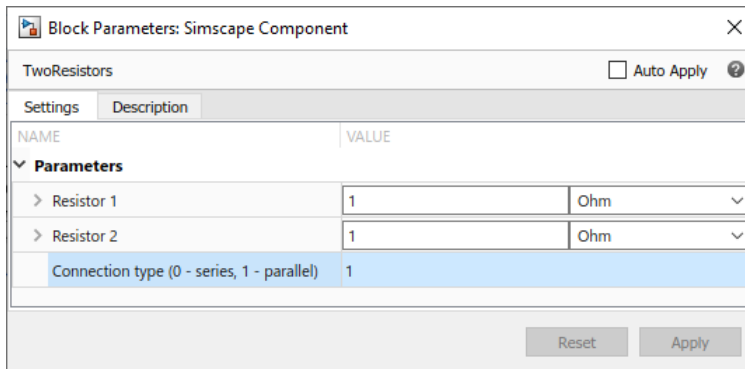 Block Parameters: Simscape Component
TwoResistors Auto Apply
Settings Description
NAME VALUE
Parameters
Resistor 1 1 Ohm
Resistor 2 1 Ohm
Connection type (0 - series, 1 - parallel) 1
Reset Apply